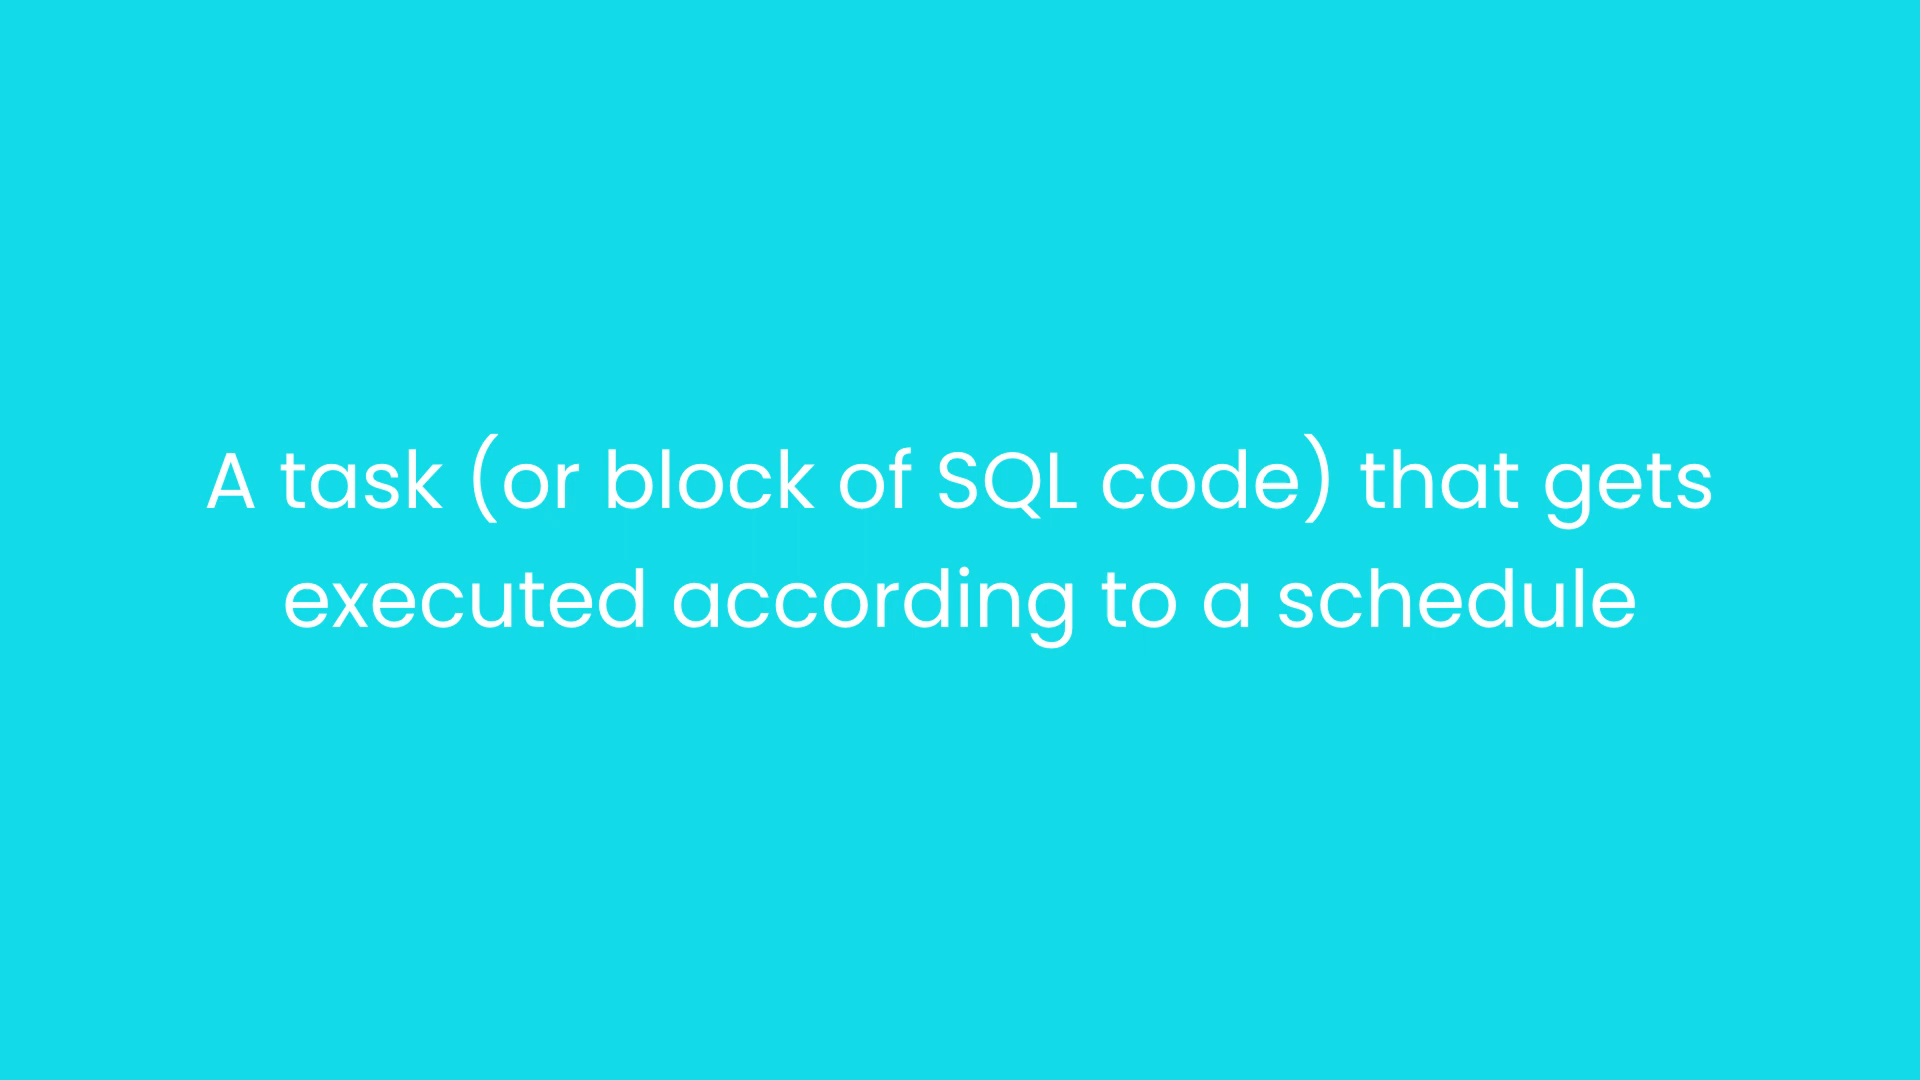 A task (or block of SQL code) that gets
executed according to a schedule